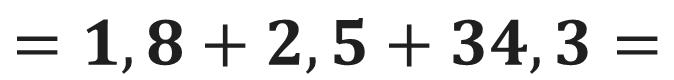 = 1,8 + 2,5 + 34,3 =